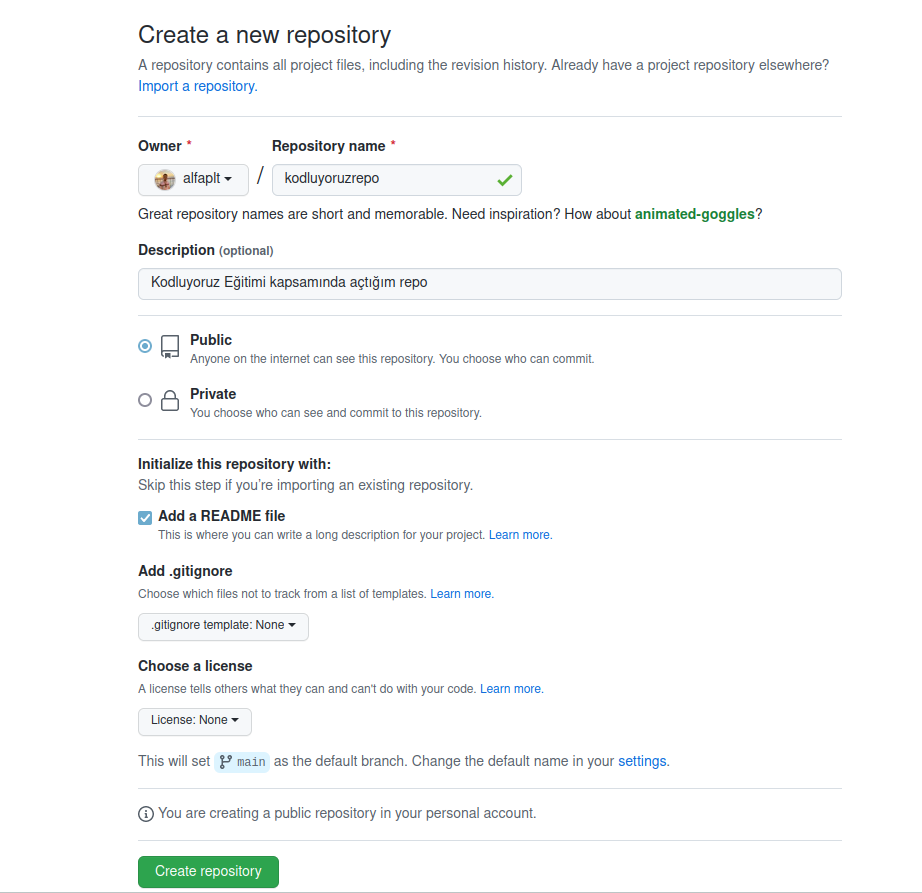 Create a new repository
A repository contains all project files, including the revision history. Already have a project repository elsewhere?
Import a repository.
Owner * Repository name *
alfaplt / kodluyoruzrepo
Great repository names are short and memorable. Need inspiration? How about animated-goggles?
Description (optional)
Kodluyoruz Eğitimi kapsamında açtığım repo
Public
Anyone on the internet can see this repository. You choose who can commit.
Private
You choose who can see and commit to this repository.
Initialize this repository with:
Skip this step if you’re importing an existing repository.
Add a README file
This is where you can write a long description for your project. Learn more.
Add .gitignore
Choose which files not to track from a list of templates. Learn more.
.gitignore template: None
Choose a license
A license tells others what they can and can't do with your code. Learn more.
License: None
This will set main as the default branch. Change the default name in your settings.
You are creating a public repository in your personal account.
Create repository